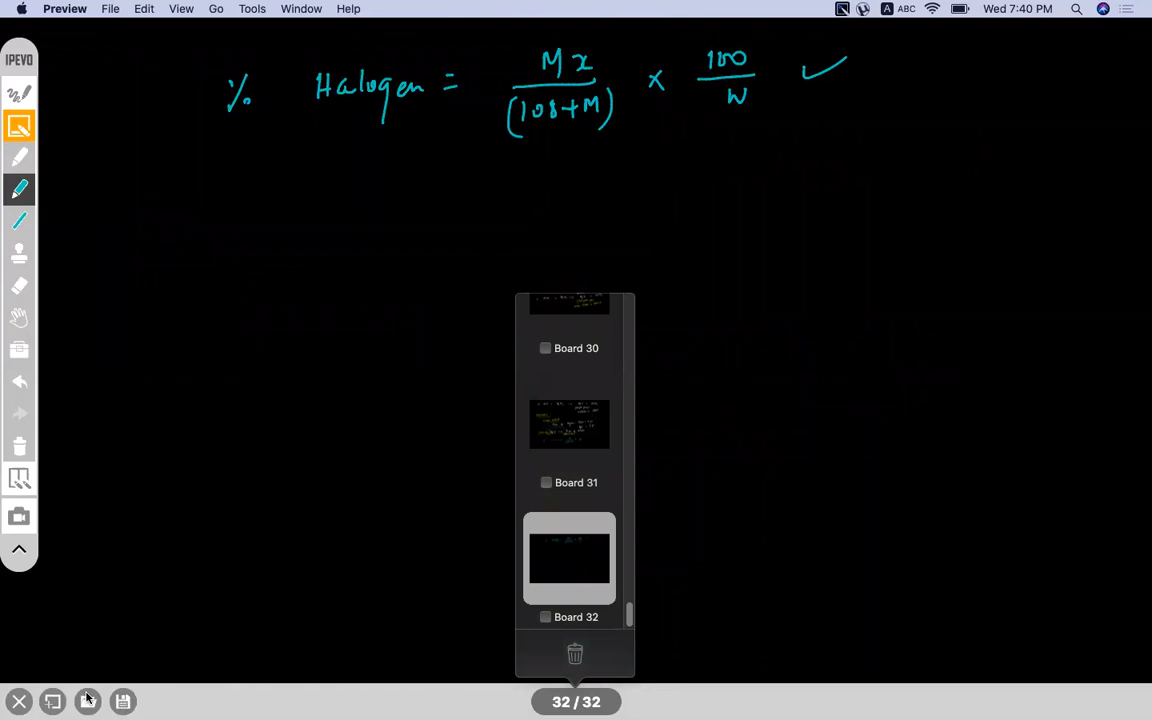 Preview File Edit View Go Tools Window Help A ABC Wed 7:40 PM
IPEVO
% Halogen = Mx / (108+M) × 100 / W ✓
Board 30
Board 31
Board 32
32 / 32